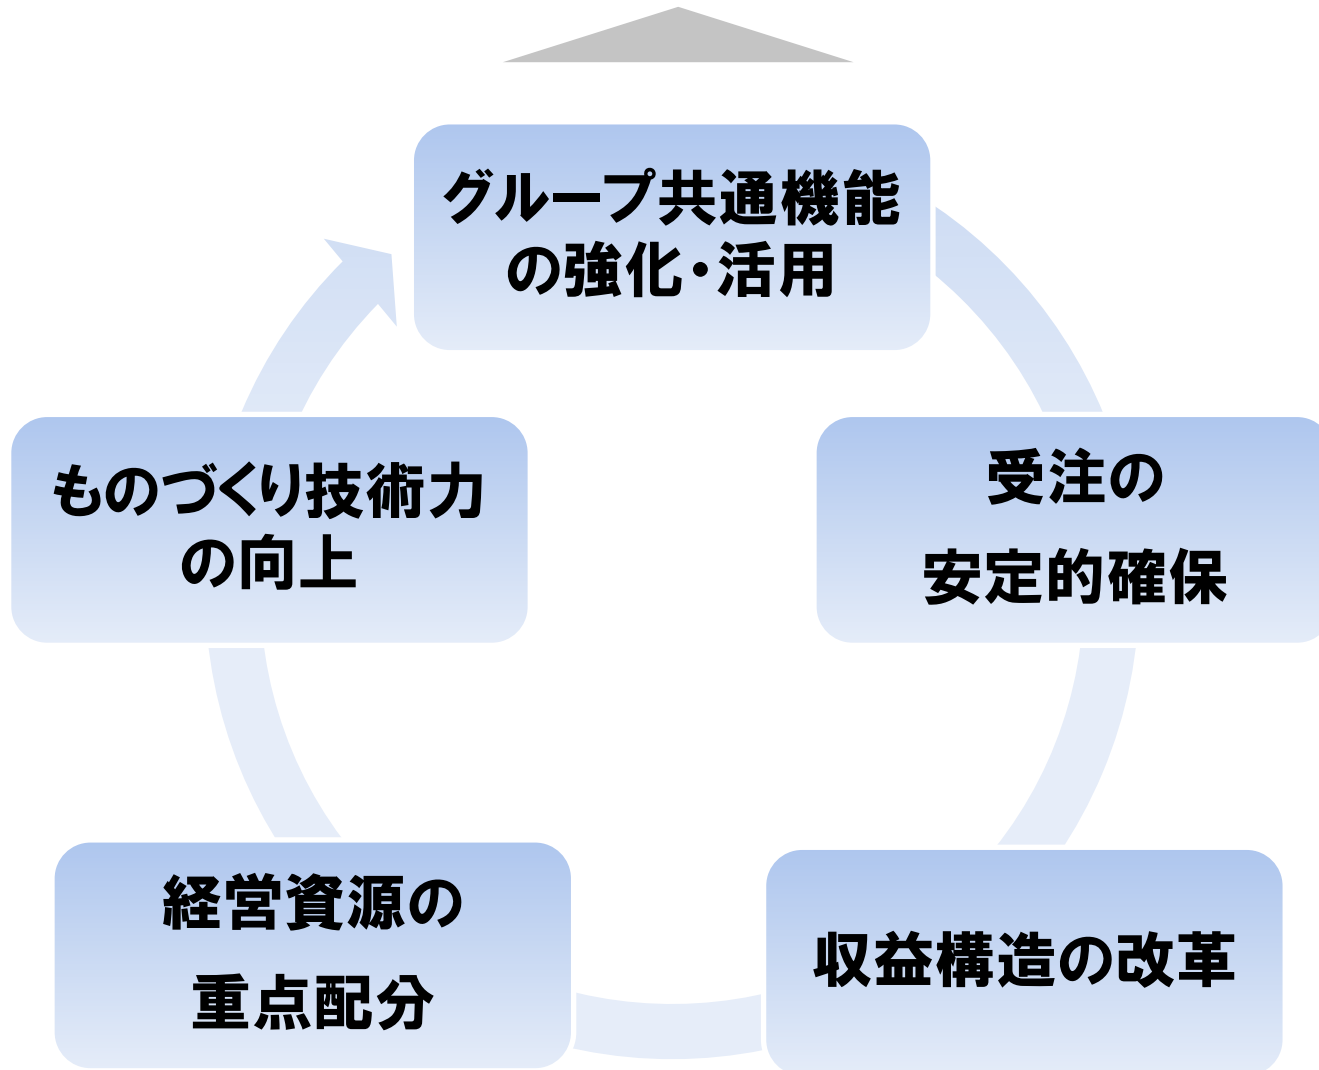 グループ共通機能
の強化・活用
ものづくり技術力
の向上
受注の
安定的確保
経営資源の
重点配分
収益構造の改革